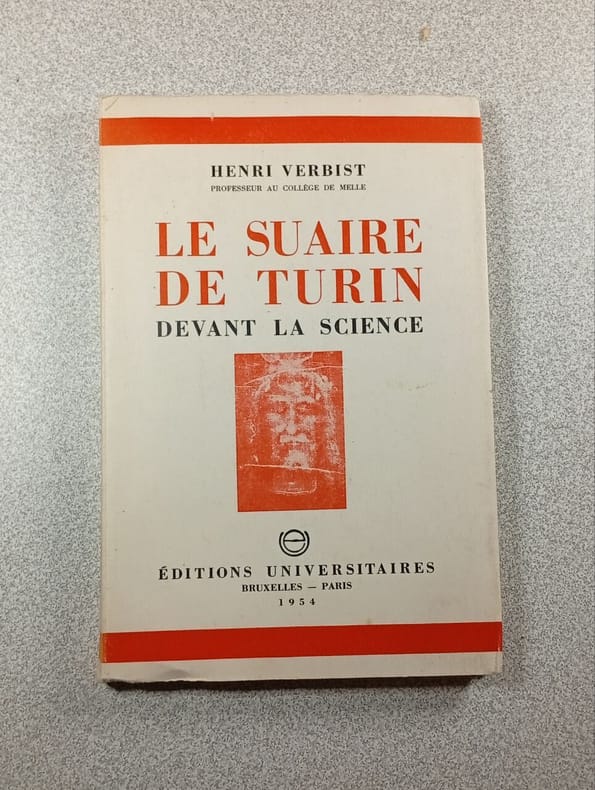 HENRI VERBIST
PROFESSEUR AU COLLÈGE DE MELLE
LE SUAIRE
DE TURIN
DEVANT LA SCIENCE
ÉDITIONS UNIVERSITAIRES
BRUXELLES — PARIS
1954